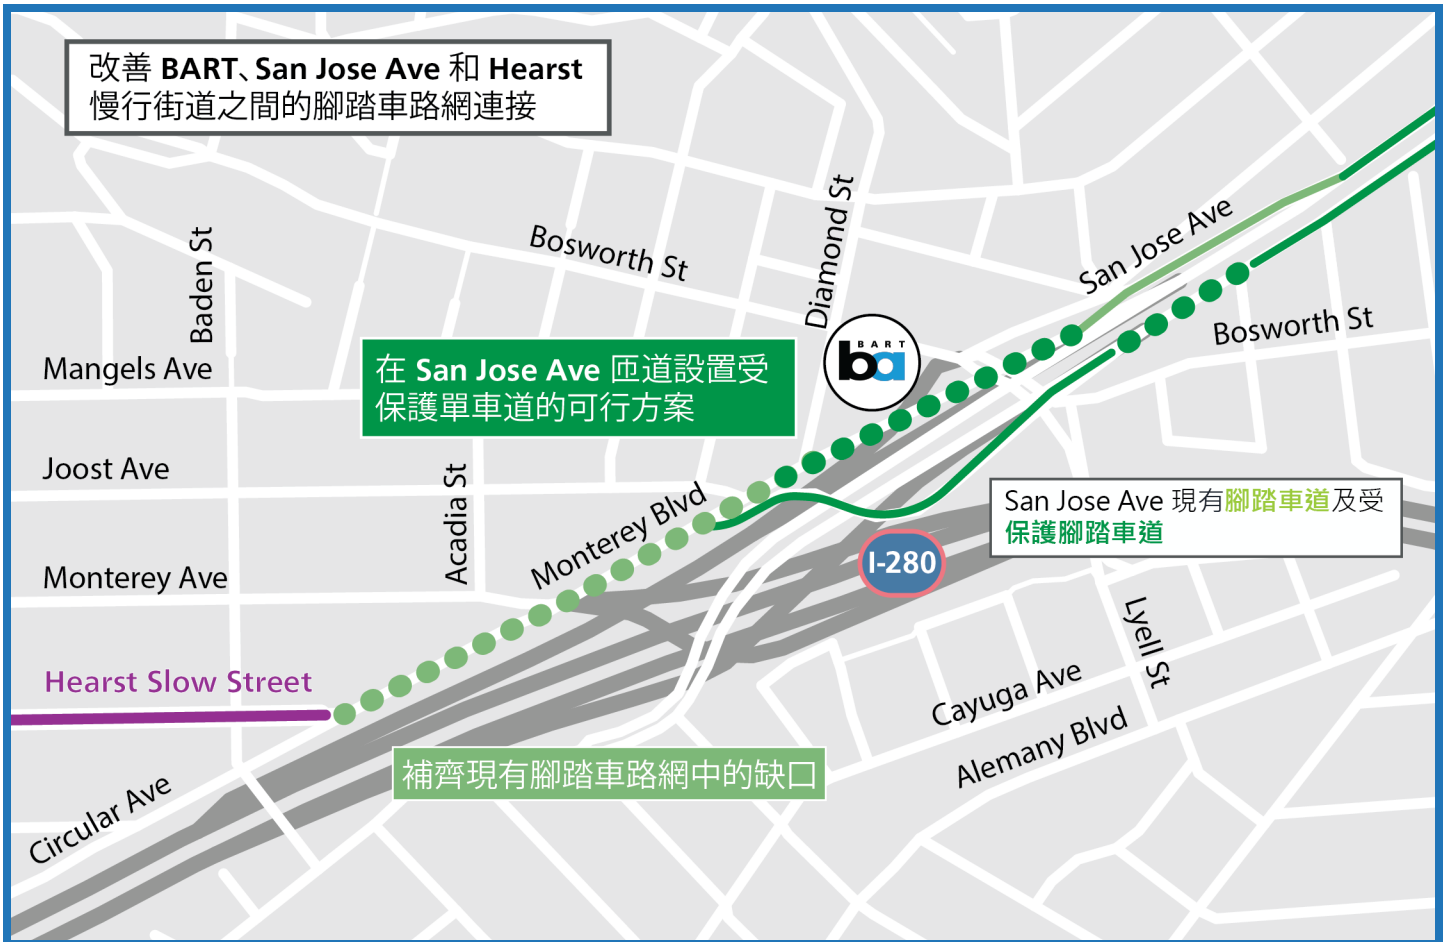 改善 BART、San Jose Ave 和 Hearst
慢行街道之間的腳踏車路網連接
Diamond St
San Jose Ave
Bosworth St
Baden St
Bosworth St
BART
ba
Mangels Ave
在 San Jose Ave 匝道設置受
保護單車道的可行方案
Joost Ave
Acadia St
Monterey Blvd
San Jose Ave 現有腳踏車道及受
保護腳踏車道
I-280
Monterey Ave
Lyell St
Hearst Slow Street
Cayuga Ave
Alemany Blvd
補齊現有腳踏車路網中的缺口
Circular Ave